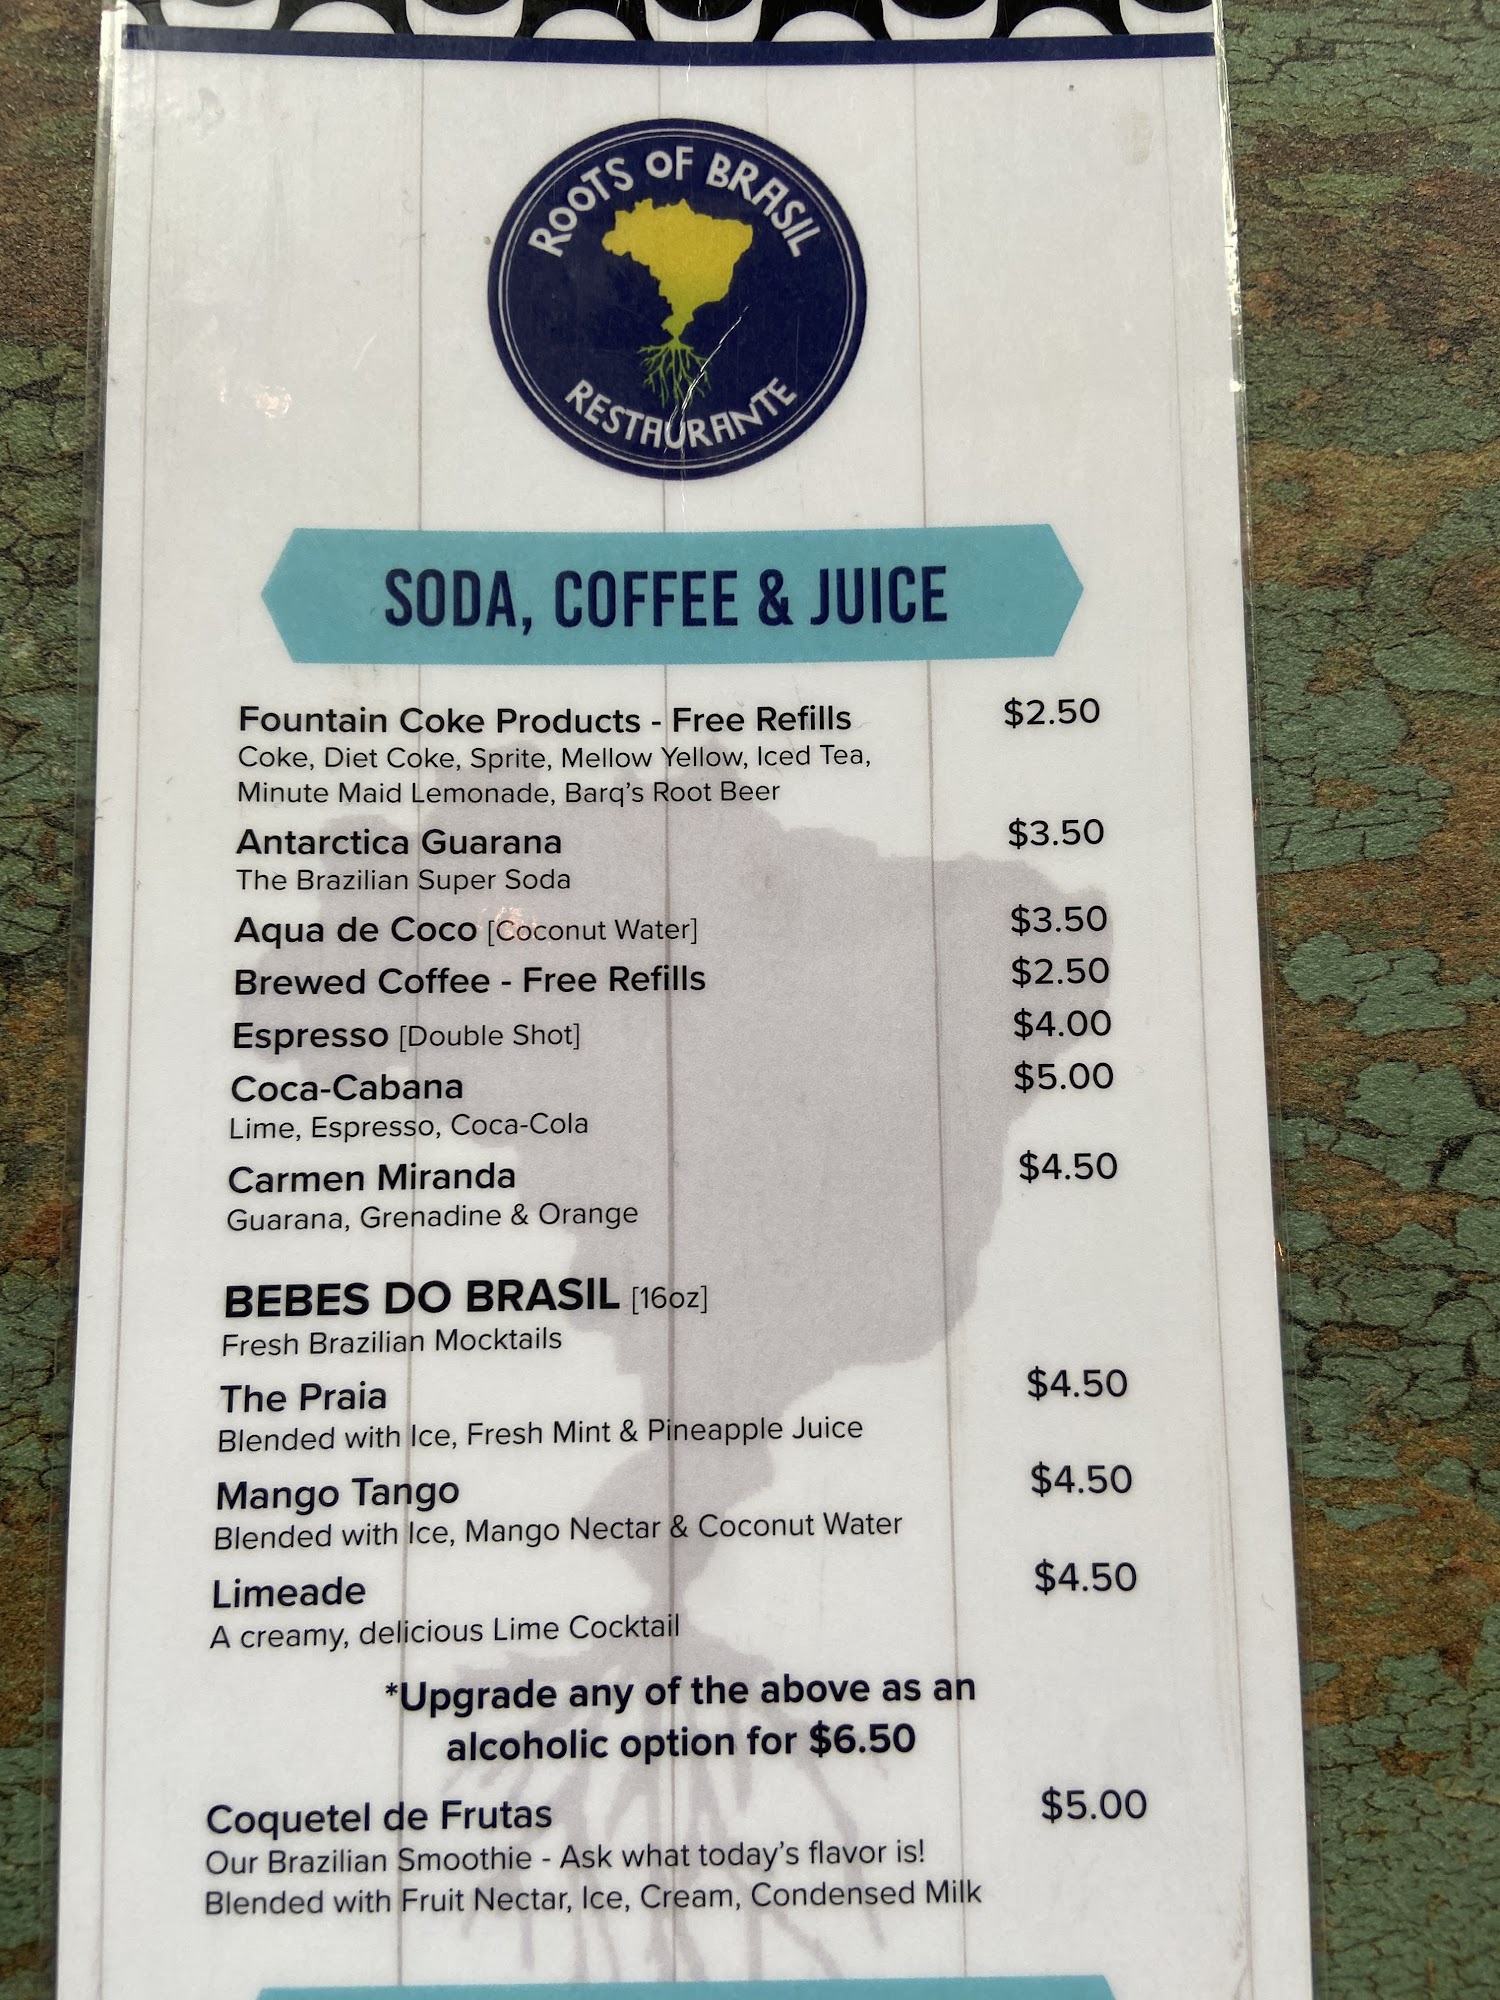 ROOTS OF BRASIL
RESTAURANTE
SODA, COFFEE & JUICE
Fountain Coke Products - Free Refills $2.50
Coke, Diet Coke, Sprite, Mellow Yellow, Iced Tea,
Minute Maid Lemonade, Barq's Root Beer
Antarctica Guarana $3.50
The Brazilian Super Soda
Aqua de Coco [Coconut Water] $3.50
Brewed Coffee - Free Refills $2.50
Espresso [Double Shot] $4.00
Coca-Cabana $5.00
Lime, Espresso, Coca-Cola
Carmen Miranda $4.50
Guarana, Grenadine & Orange
BEBES DO BRASIL [16oz]
Fresh Brazilian Mocktails
The Praia $4.50
Blended with Ice, Fresh Mint & Pineapple Juice
Mango Tango $4.50
Blended with Ice, Mango Nectar & Coconut Water
Limeade $4.50
A creamy, delicious Lime Cocktail
*Upgrade any of the above as an
alcoholic option for $6.50
Coquetel de Frutas $5.00
Our Brazilian Smoothie - Ask what today's flavor is!
Blended with Fruit Nectar, Ice, Cream, Condensed Milk